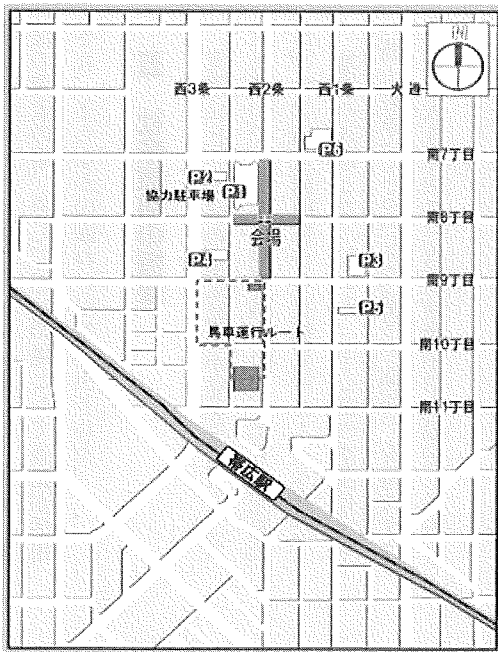 西3条 西2条 西1条 大通
P6
南7丁目
P2
協力駐車場 P1
南8丁目
会場
P4 P3
南9丁目
馬車運行ルート
南10丁目
南11丁目
帯広駅